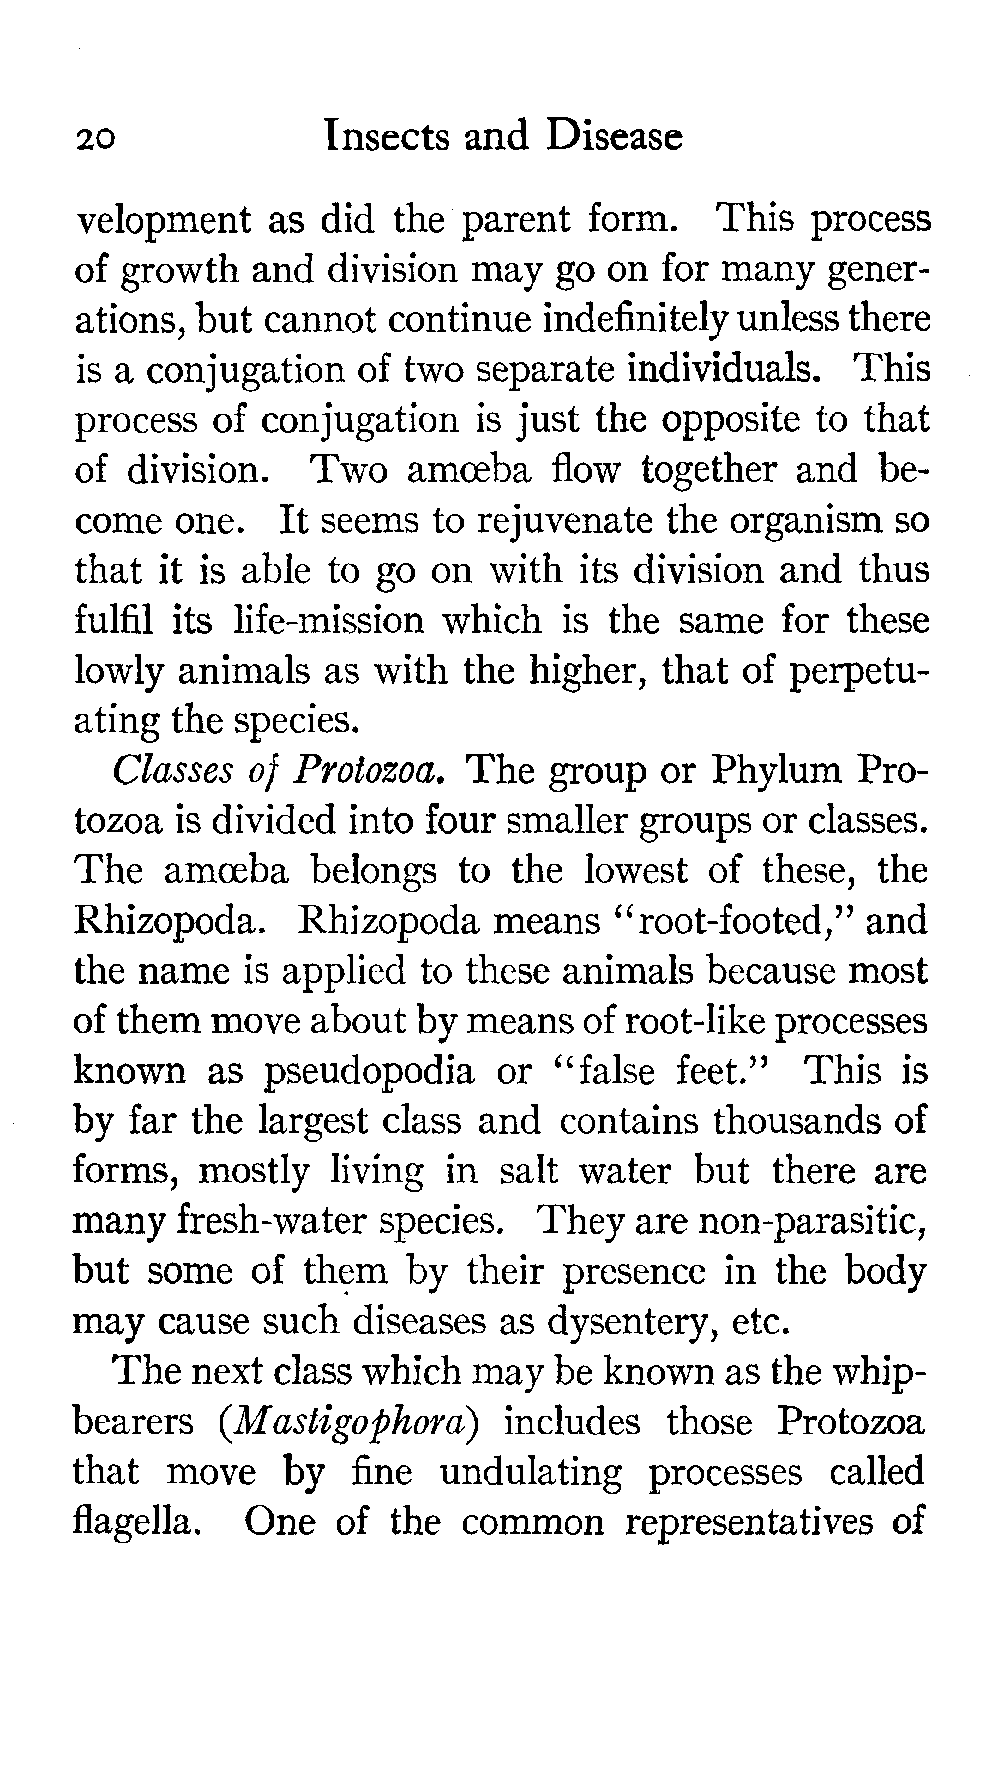 20 Insects and Disease
velopment as did the parent form. This process
of growth and division may go on for many gener-
ations, but cannot continue indefinitely unless there
is a conjugation of two separate individuals. This
process of conjugation is just the opposite to that
of division. Two amœba flow together and be-
come one. It seems to rejuvenate the organism so
that it is able to go on with its division and thus
fulfil its life-mission which is the same for these
lowly animals as with the higher, that of perpetu-
ating the species.
Classes of Protozoa. The group or Phylum Pro-
tozoa is divided into four smaller groups or classes.
The amœba belongs to the lowest of these, the
Rhizopoda. Rhizopoda means “root-footed,” and
the name is applied to these animals because most
of them move about by means of root-like processes
known as pseudopodia or “false feet.” This is
by far the largest class and contains thousands of
forms, mostly living in salt water but there are
many fresh-water species. They are non-parasitic,
but some of them by their presence in the body
may cause such diseases as dysentery, etc.
The next class which may be known as the whip-
bearers (Mastigophora) includes those Protozoa
that move by fine undulating processes called
flagella. One of the common representatives of